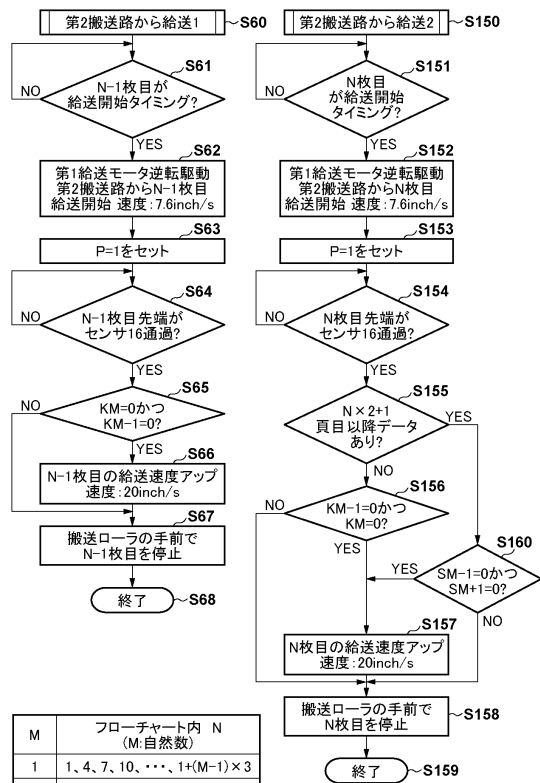 第2搬送路から給送1
S60
N-1枚目が
給送開始タイミング?
S61
NO
YES
S62
第1給送モータ逆転駆動
第2搬送路からN-1枚目
給送開始 速度:7.6inch/s
S63
P=1をセット
S64
N-1枚目先端が
センサ16通過?
NO
YES
S65
KM=0かつ
KM-1=0?
NO
YES
S66
N-1枚目の給送速度アップ
速度:20inch/s
S67
搬送ローラの手前で
N-1枚目を停止
終了
S68
第2搬送路から給送2
S150
S151
N枚目
が給送開始
タイミング?
NO
YES
S152
第1給送モータ逆転駆動
第2搬送路からN枚目
給送開始 速度:7.6inch/s
S153
P=1をセット
S154
N枚目先端が
センサ16通過?
NO
YES
S155
N×2+1
頁目以降データ
あり?
YES
NO
S156
KM-1=0かつ
KM=0?
NO
YES
S160
SM-1=0かつ
SM+1=0?
YES
NO
S157
N枚目の給送速度アップ
速度:20inch/s
搬送ローラの手前で
N枚目を停止
S158
終了
S159
M
フローチャート内 N
(M:自然数)
1
1、4、7、10、・・・、1+(M-1)×3